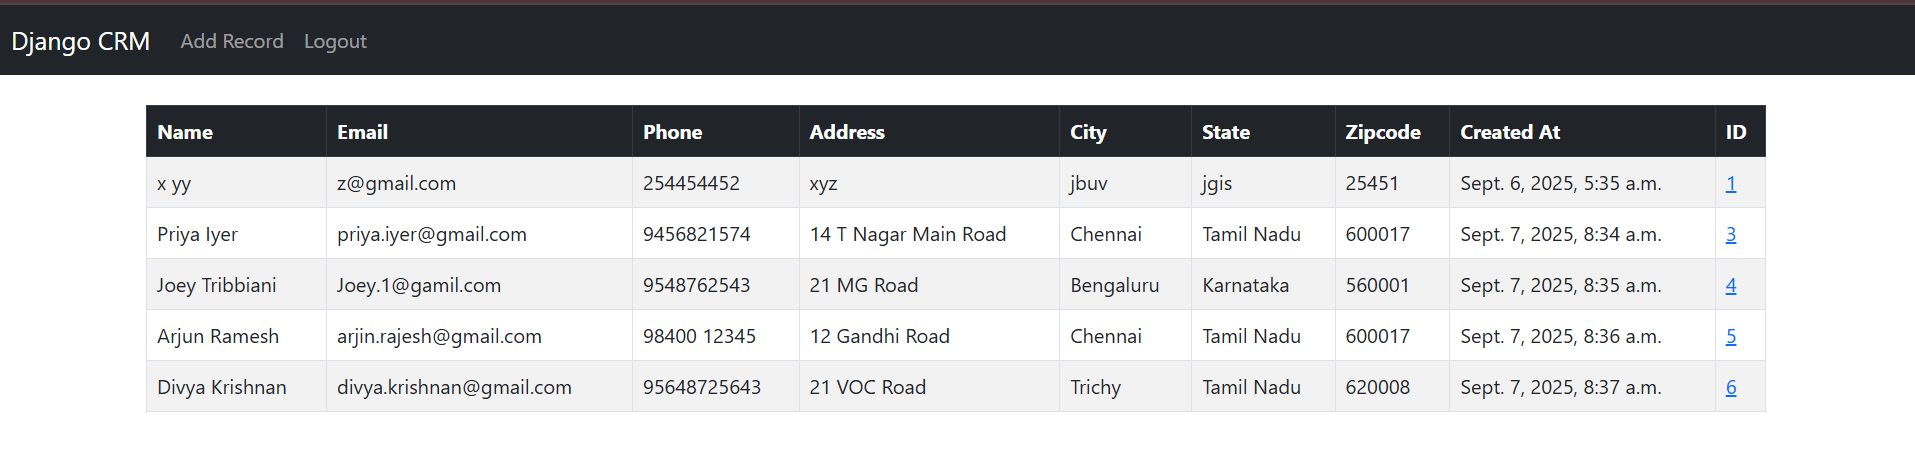 Django CRM Add Record Logout
Name Email Phone Address City State Zipcode Created At ID
x yy z@gmail.com 254454452 xyz jbuv jgis 25451 Sept. 6, 2025, 5:35 a.m. 1
Priya Iyer priya.iyer@gmail.com 9456821574 14 T Nagar Main Road Chennai Tamil Nadu 600017 Sept. 7, 2025, 8:34 a.m. 3
Joey Tribbiani Joey.1@gamil.com 9548762543 21 MG Road Bengaluru Karnataka 560001 Sept. 7, 2025, 8:35 a.m. 4
Arjun Ramesh arjin.rajesh@gmail.com 98400 12345 12 Gandhi Road Chennai Tamil Nadu 600017 Sept. 7, 2025, 8:36 a.m. 5
Divya Krishnan divya.krishnan@gmail.com 95648725643 21 VOC Road Trichy Tamil Nadu 620008 Sept. 7, 2025, 8:37 a.m. 6